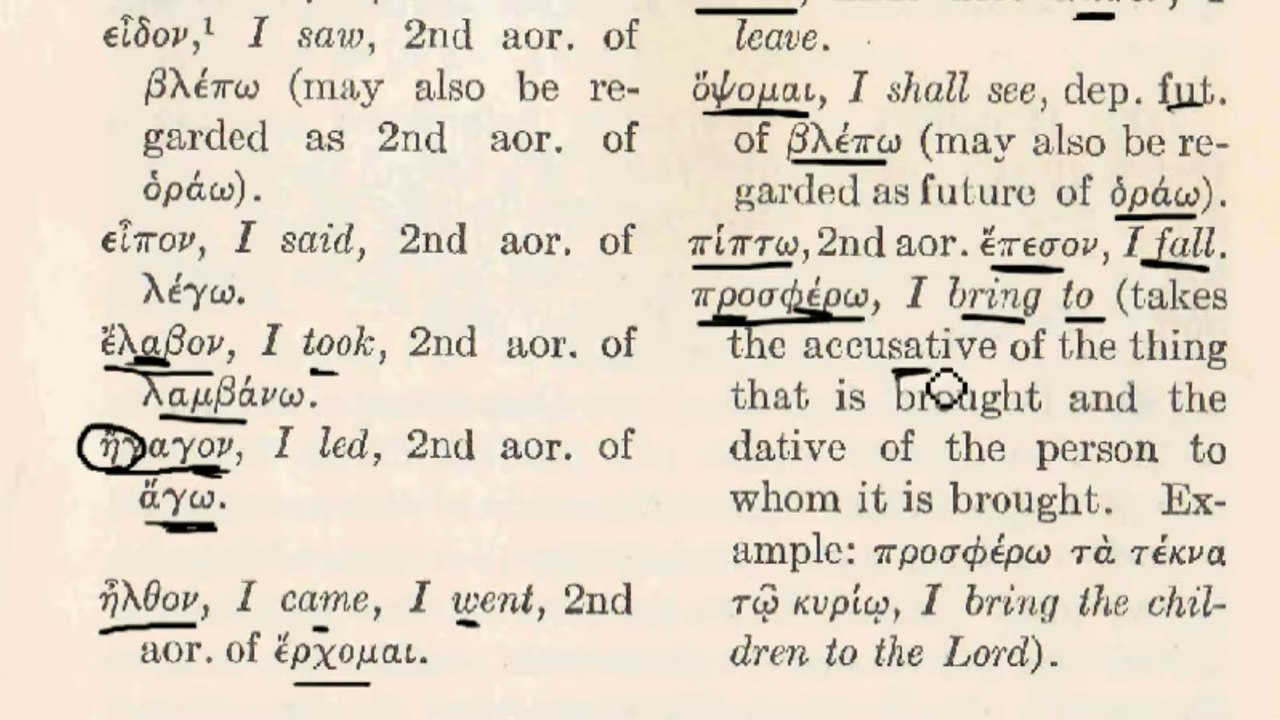 εἶδον,¹ I saw, 2nd aor. of
βλέπω (may also be re-
garded as 2nd aor. of
ὁράω).
εἶπον, I said, 2nd aor. of
λέγω.
ἔλαβον, I took, 2nd aor. of
λαμβάνω.
ἤγαγον, I led, 2nd aor. of
ἄγω.
ἦλθον, I came, I went, 2nd
aor. of ἔρχομαι.
leave.
ὄψομαι, I shall see, dep. fut.
of βλέπω (may also be re-
garded as future of ὁράω).
πίπτω, 2nd aor. ἔπεσον, I fall.
προσφέρω, I bring to (takes
the accusative of the thing
that is brought and the
dative of the person to
whom it is brought. Ex-
ample: προσφέρω τὰ τέκνα
τῷ κυρίῳ, I bring the chil-
dren to the Lord).